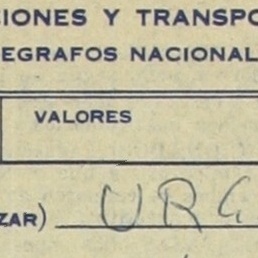 IONES Y TRANSPO
EGRAFOS NACIONAL
VALORES
ZAR) URG